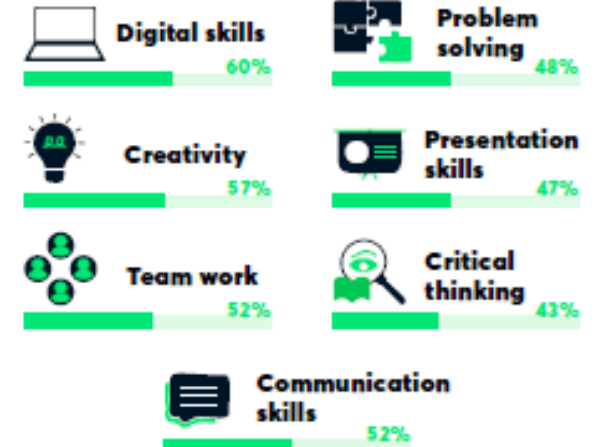 Digital skills
60%
Problem
solving
48%
Creativity
57%
Presentation
skills
47%
Team work
52%
Critical
thinking
43%
Communication
skills
52%